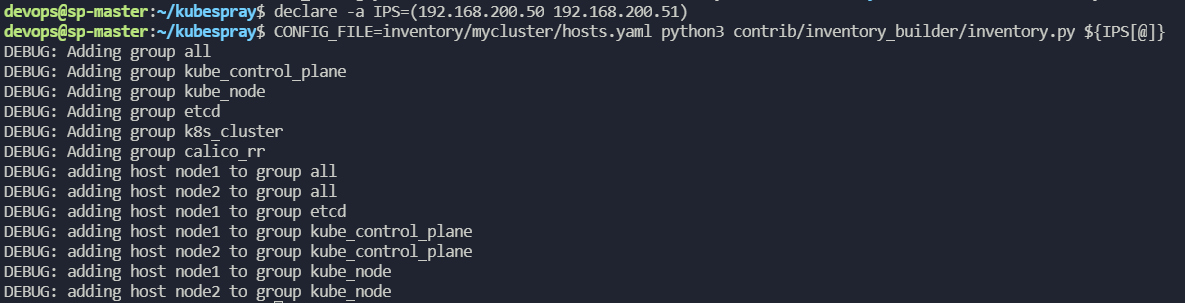 devops@sp-master:~/kubespray$ declare -a IPS=(192.168.200.50 192.168.200.51)
devops@sp-master:~/kubespray$ CONFIG_FILE=inventory/mycluster/hosts.yaml python3 contrib/inventory_builder/inventory.py ${IPS[@]}
DEBUG: Adding group all
DEBUG: Adding group kube_control_plane
DEBUG: Adding group kube_node
DEBUG: Adding group etcd
DEBUG: Adding group k8s_cluster
DEBUG: Adding group calico_rr
DEBUG: adding host node1 to group all
DEBUG: adding host node2 to group all
DEBUG: adding host node1 to group etcd
DEBUG: adding host node1 to group kube_control_plane
DEBUG: adding host node2 to group kube_control_plane
DEBUG: adding host node1 to group kube_node
DEBUG: adding host node2 to group kube_node